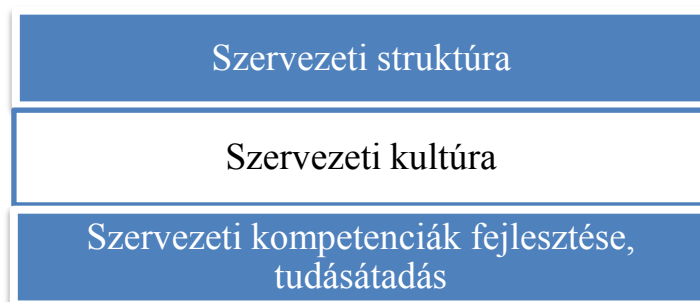 Szervezeti struktúra
Szervezeti kultúra
Szervezeti kompetenciák fejlesztése,
tudásátadás